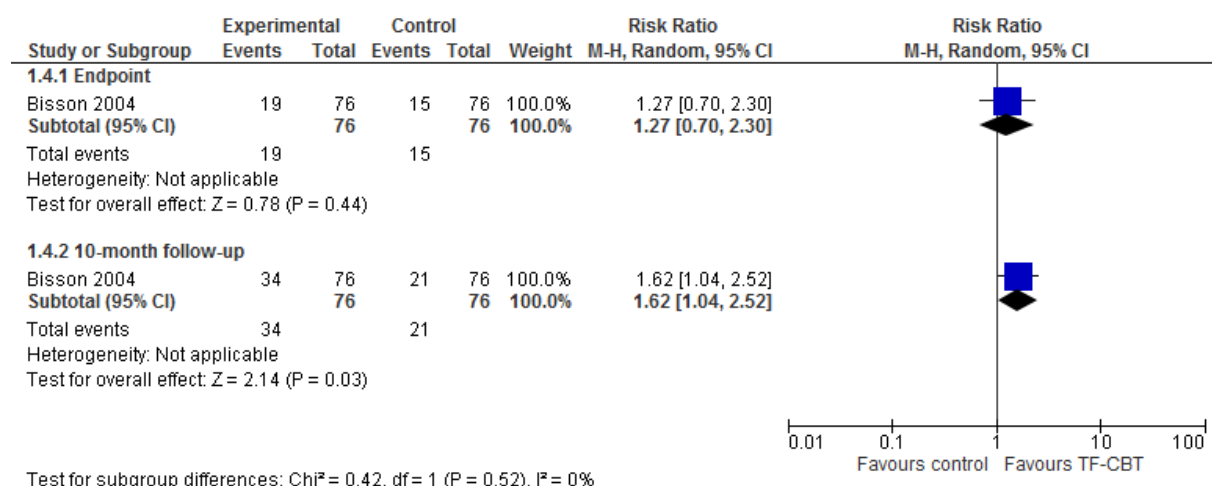 Experimental Control Risk Ratio Risk Ratio
Study or Subgroup Events Total Events Total Weight M-H, Random, 95% CI M-H, Random, 95% CI
1.4.1 Endpoint
Bisson 2004 19 76 15 76 100.0% 1.27 [0.70, 2.30]
Subtotal (95% CI) 76 76 100.0% 1.27 [0.70, 2.30]
Total events 19 15
Heterogeneity: Not applicable
Test for overall effect: Z = 0.78 (P = 0.44)
1.4.2 10-month follow-up
Bisson 2004 34 76 21 76 100.0% 1.62 [1.04, 2.52]
Subtotal (95% CI) 76 76 100.0% 1.62 [1.04, 2.52]
Total events 34 21
Heterogeneity: Not applicable
Test for overall effect: Z = 2.14 (P = 0.03)
0.01 0.1 1 10 100
Favours control Favours TF-CBT
Test for subgroup differences: Chi² = 0.42, df = 1 (P = 0.52), I² = 0%